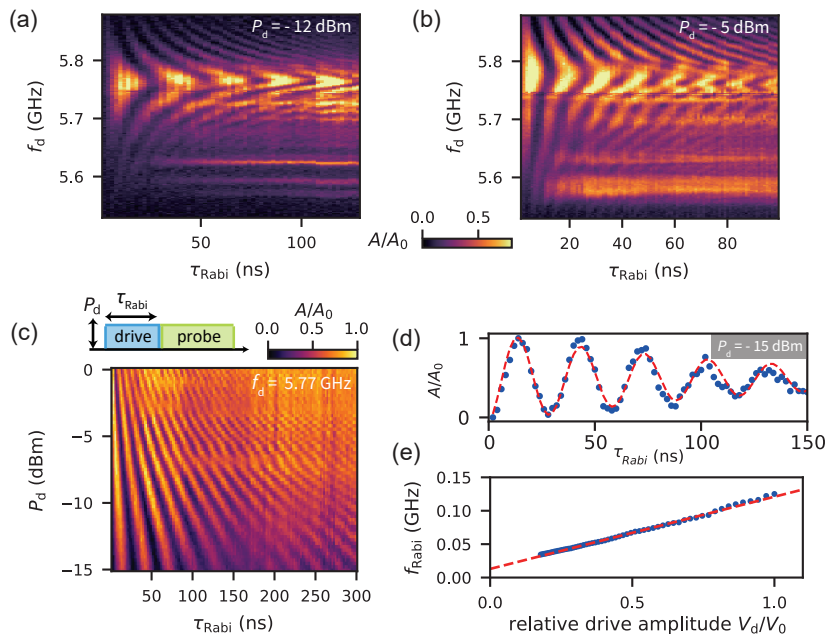 (a)
P_d = - 12 dBm
5.8
5.7
5.6
f_d (GHz)
50
100
τ_Rabi (ns)
(b)
P_d = - 5 dBm
5.8
5.7
5.6
f_d (GHz)
20
40
60
80
τ_Rabi (ns)
0.0
0.5
A/A_0
(c)
τ_Rabi
P_d
drive
probe
A/A_0
0.0
0.5
1.0
f_d = 5.77 GHz
0
−5
−10
−15
P_d (dBm)
50
100
150
200
250
300
τ_Rabi (ns)
(d)
P_d = - 15 dBm
1
0
A/A_0
0
50
100
150
τ_Rabi (ns)
(e)
0.15
0.10
0.05
0.00
f_Rabi (GHz)
0.0
0.5
1.0
relative drive amplitude V_d/V_0